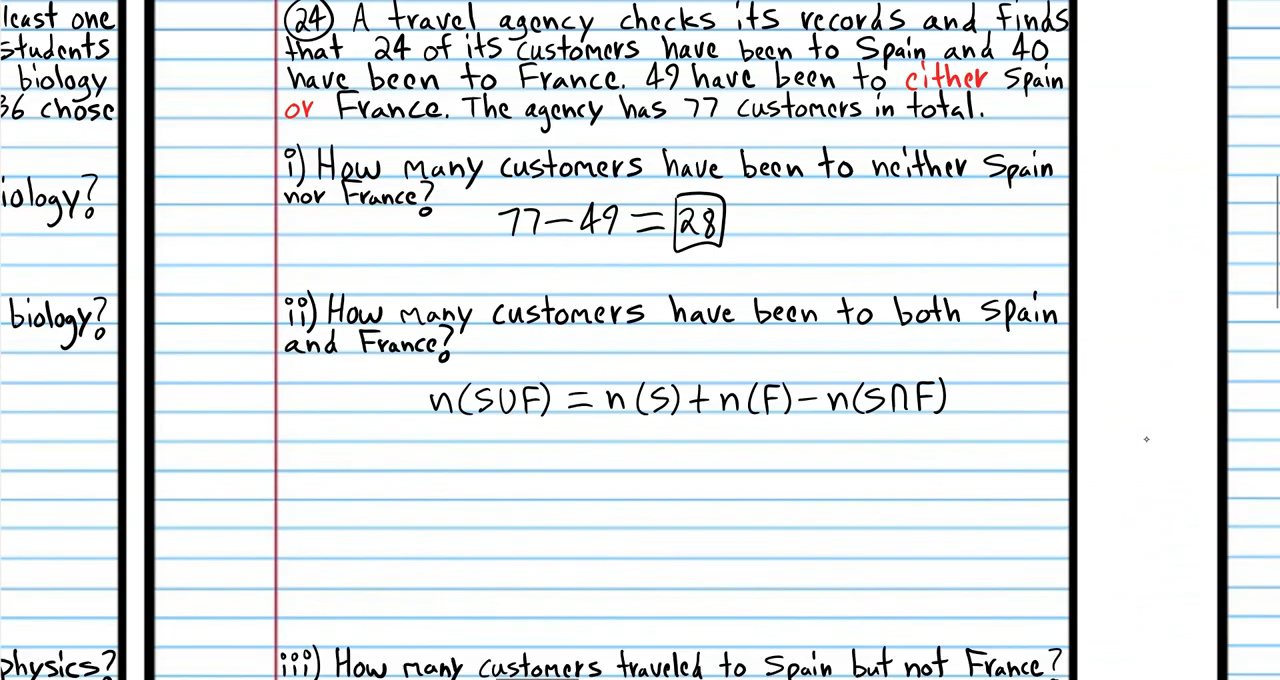 least one
students
biology
36 chose
iology?
biology?
physics?
24 A travel agency checks its records and finds
that 24 of its customers have been to Spain and 40
have been to France. 49 have been to either Spain
or France. The agency has 77 customers in total.
i) How many customers have been to neither Spain
nor France?
77-49=28
ii) How many customers have been to both Spain
and France?
n(S∪F) = n(S)+n(F)-n(S∩F)
iii) How many customers traveled to Spain but not France?